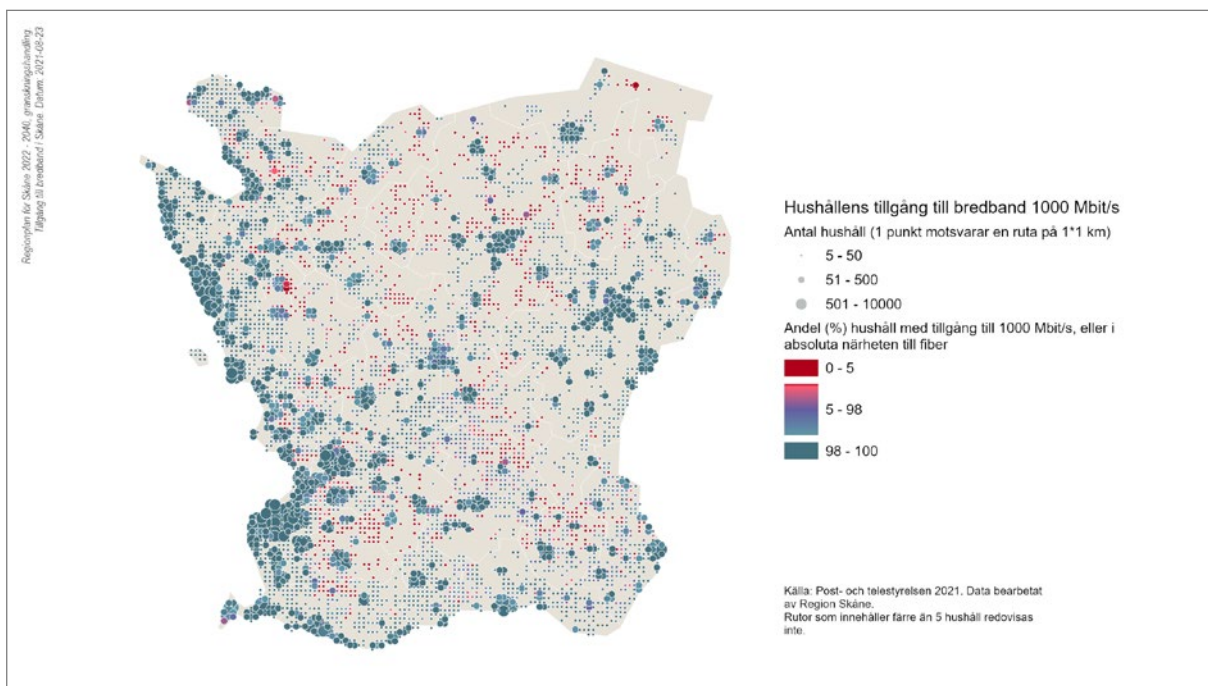 Regionplan för Skåne 2022 - 2040, granskningshandling.
Tillgång till bredband i Skåne. Datum: 2021-08-23
Hushållens tillgång till bredband 1000 Mbit/s
Antal hushåll (1 punkt motsvarar en ruta på 1*1 km)
5 - 50
51 - 500
501 - 10000
Andel (%) hushåll med tillgång till 1000 Mbit/s, eller i
absoluta närheten till fiber
0 - 5
5 - 98
98 - 100
Källa: Post- och telestyrelsen 2021. Data bearbetat
av Region Skåne.
Rutor som innehåller färre än 5 hushåll redovisas
inte.